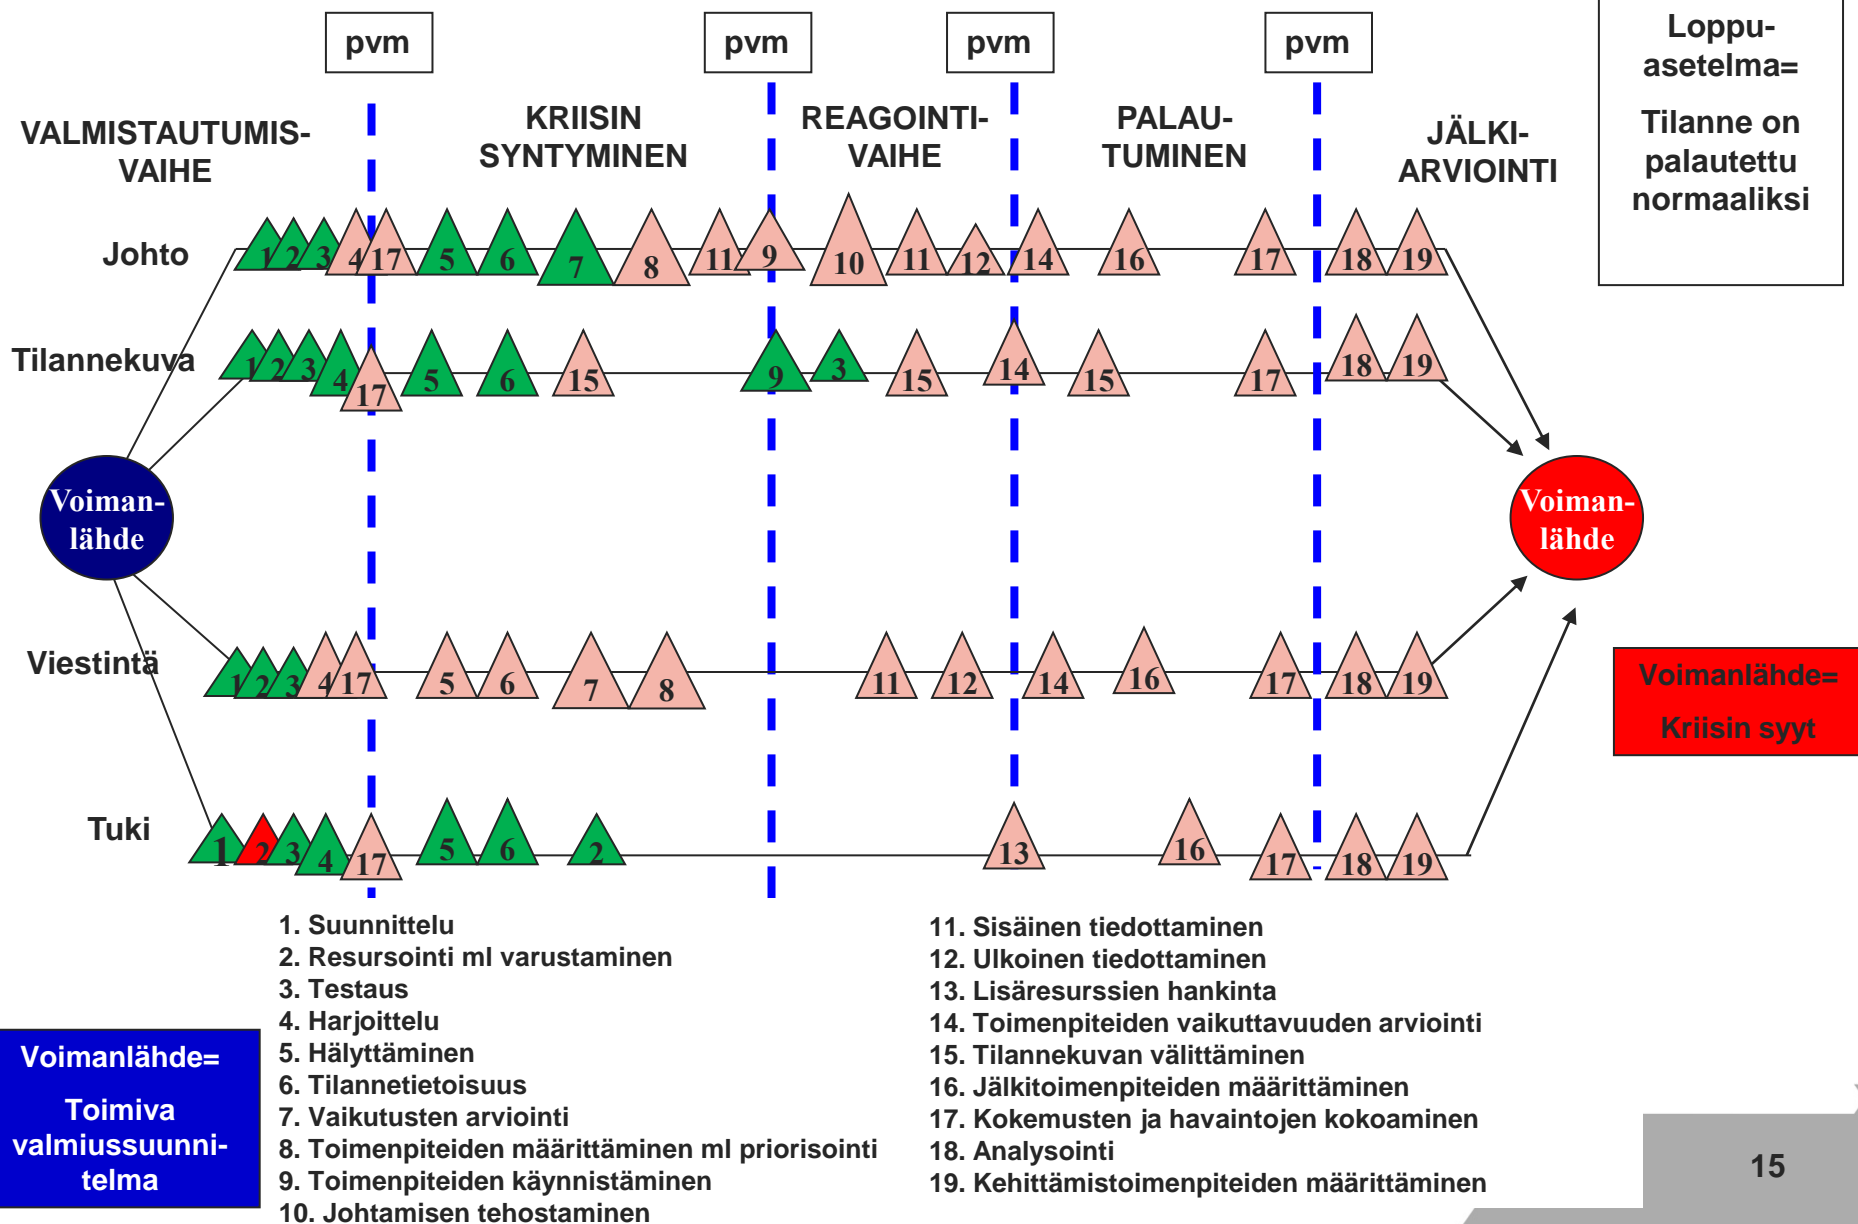 pvm
pvm
pvm
pvm
Loppu-
asetelma=
Tilanne on
palautettu
normaaliksi
VALMISTAUTUMIS-
VAIHE
KRIISIN
SYNTYMINEN
REAGOINTI-
VAIHE
PALAU-
TUMINEN
JÄLKI-
ARVIOINTI
Johto
1 2 3 4 17 5 6 7 8 11 9 10 11 12 14 16 17 18 19
Tilannekuva
1 2 3 4 17 5 6 15 9 3 15 14 15 17 18 19
Voiman-
lähde
Voiman-
lähde
Viestintä
1 2 3 4 17 5 6 7 8 11 12 14 16 17 18 19
Voimanlähde=
Kriisin syyt
Tuki
1 2 3 4 17 5 6 2 13 16 17 18 19
1. Suunnittelu
2. Resursointi ml varustaminen
3. Testaus
4. Harjoittelu
5. Hälyttäminen
6. Tilannetietoisuus
7. Vaikutusten arviointi
8. Toimenpiteiden määrittäminen ml priorisointi
9. Toimenpiteiden käynnistäminen
10. Johtamisen tehostaminen
11. Sisäinen tiedottaminen
12. Ulkoinen tiedottaminen
13. Lisäresurssien hankinta
14. Toimenpiteiden vaikuttavuuden arviointi
15. Tilannekuvan välittäminen
16. Jälkitoimenpiteiden määrittäminen
17. Kokemusten ja havaintojen kokoaminen
18. Analysointi
19. Kehittämistoimenpiteiden määrittäminen
Voimanlähde=
Toimiva
valmiussuunni-
telma
15